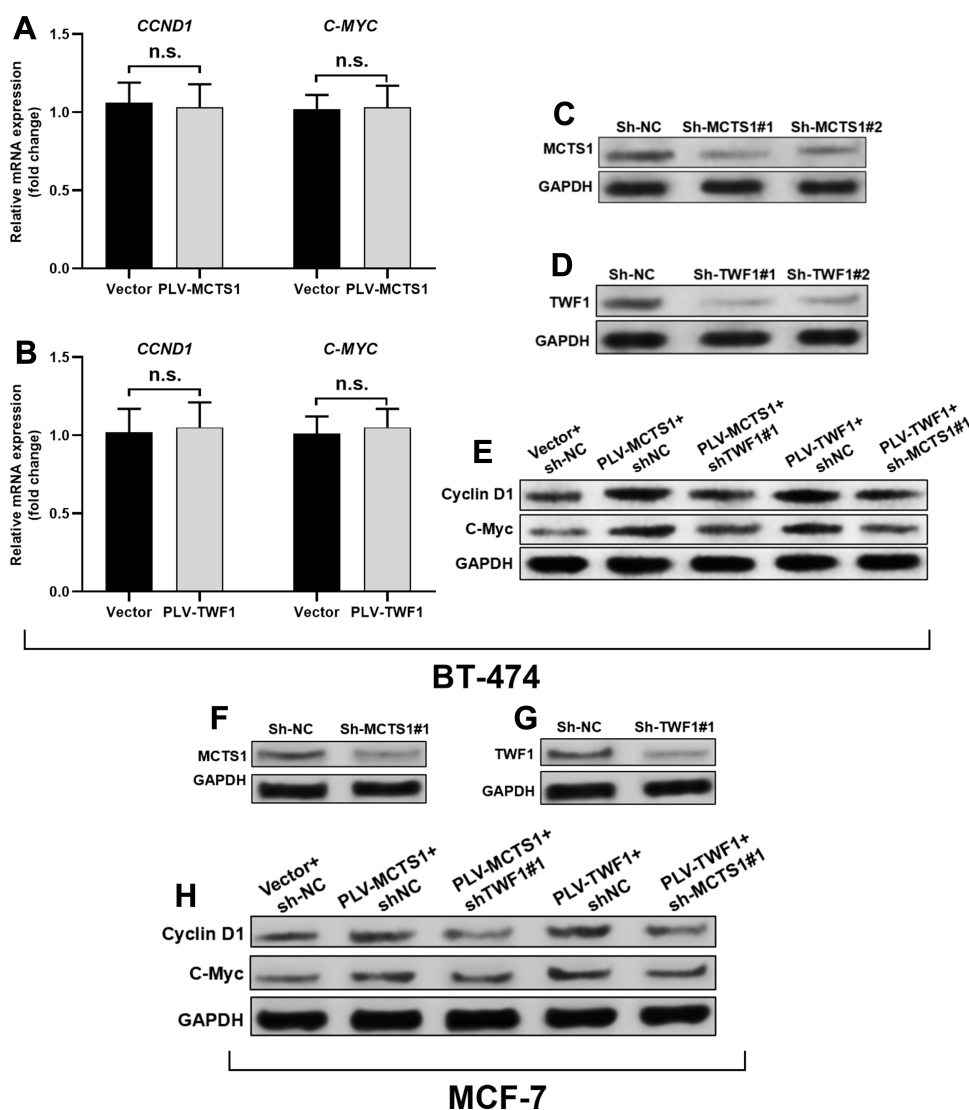 A
CCND1
C-MYC
n.s.
n.s.
Relative mRNA expression
(fold change)
1.5
1.0
0.5
0.0
Vector PLV-MCTS1
Vector PLV-MCTS1
B
CCND1
C-MYC
n.s.
n.s.
Relative mRNA expression
(fold change)
1.5
1.0
0.5
0.0
Vector PLV-TWF1
Vector PLV-TWF1
C
Sh-NC Sh-MCTS1#1 Sh-MCTS1#2
MCTS1
GAPDH
D
Sh-NC Sh-TWF1#1 Sh-TWF1#2
TWF1
GAPDH
E
Vector+
sh-NC
PLV-MCTS1+
shNC
PLV-MCTS1+
shTWF1#1
PLV-TWF1+
shNC
PLV-TWF1+
sh-MCTS1#1
Cyclin D1
C-Myc
GAPDH
BT-474
F
Sh-NC Sh-MCTS1#1
MCTS1
GAPDH
G
Sh-NC Sh-TWF1#1
TWF1
GAPDH
H
Vector+
sh-NC
PLV-MCTS1+
shNC
PLV-MCTS1+
shTWF1#1
PLV-TWF1+
shNC
PLV-TWF1+
sh-MCTS1#1
Cyclin D1
C-Myc
GAPDH
MCF-7